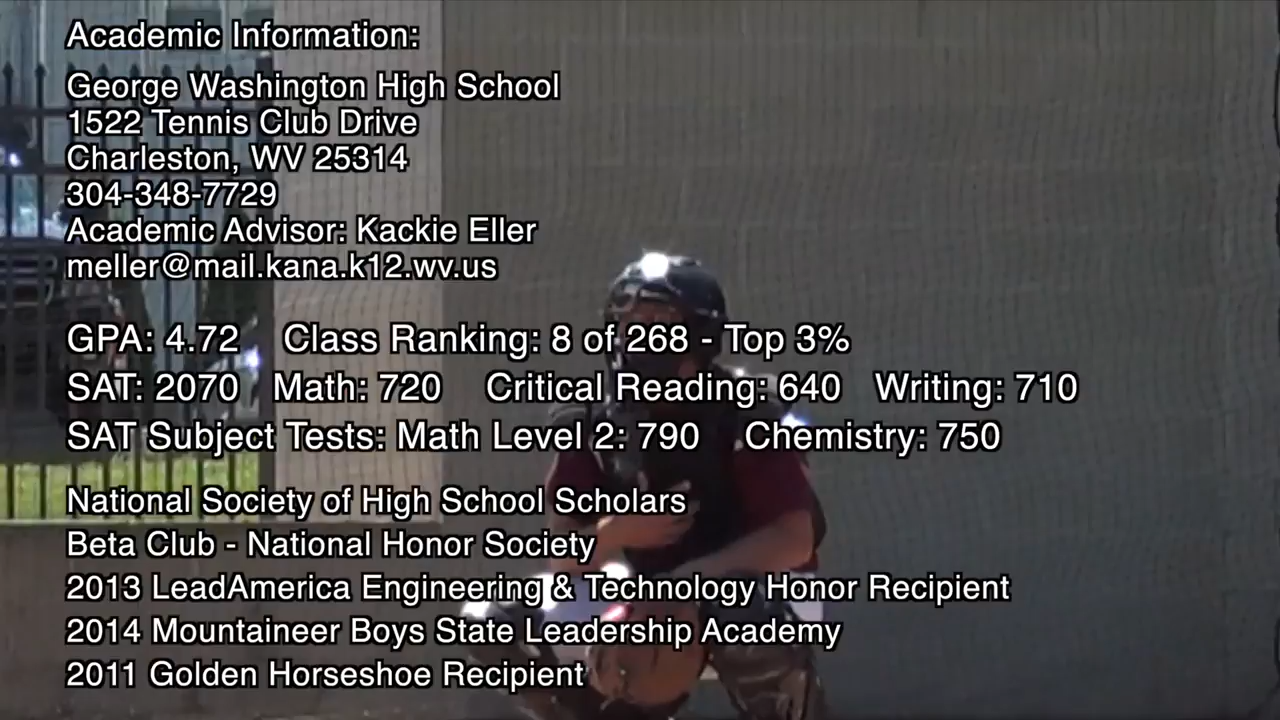 Academic Information:
George Washington High School
1522 Tennis Club Drive
Charleston, WV 25314
304-348-7729
Academic Advisor: Kackie Eller
meller@mail.kana.k12.wv.us
GPA: 4.72 Class Ranking: 8 of 268 - Top 3%
SAT: 2070 Math: 720 Critical Reading: 640 Writing: 710
SAT Subject Tests: Math Level 2: 790 Chemistry: 750
National Society of High School Scholars
Beta Club - National Honor Society
2013 LeadAmerica Engineering & Technology Honor Recipient
2014 Mountaineer Boys State Leadership Academy
2011 Golden Horseshoe Recipient